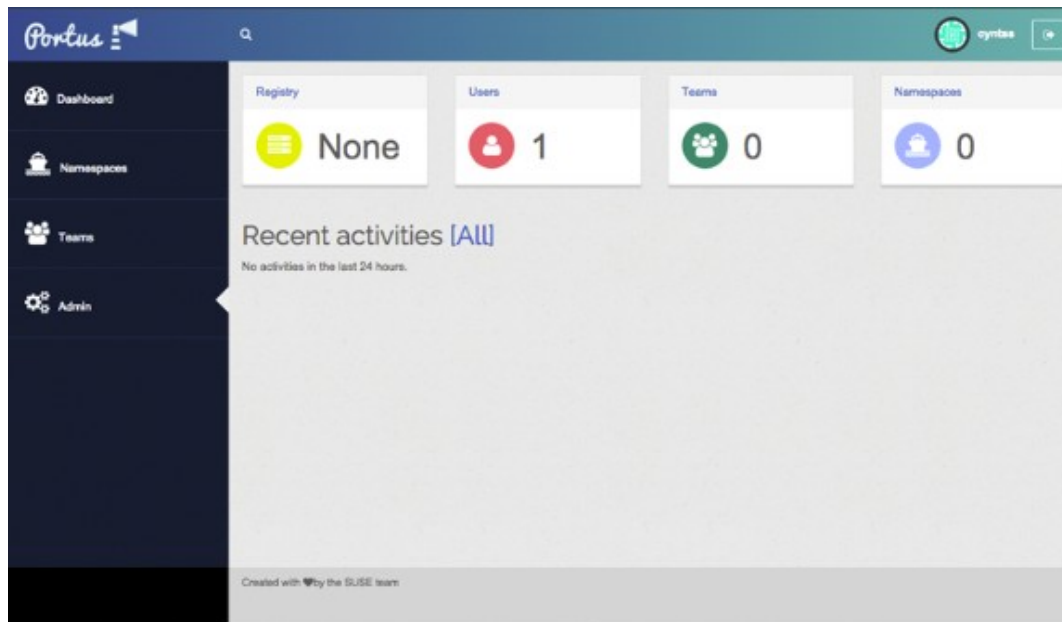 Portus
cyntss
Dashboard
Namespaces
Teams
Admin
Registry
None
Users
1
Teams
0
Namespaces
0
Recent activities [All]
No activities in the last 24 hours.
Created with by the SUSE team